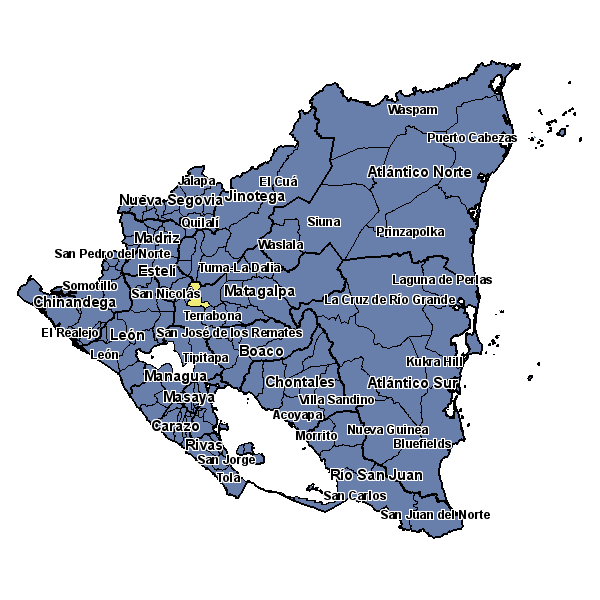 Waspam
Puerto Cabezas
Atlántico Norte
Jalapa
El Cuá
Nueva Segovia
Jinotega
Quilalí
Siuna
Prinzapolka
Madriz
Waslala
San Pedro del Norte
Estelí
Tuma-La Dalia
Somotillo
San Nicolás
Matagalpa
Laguna de Perlas
Chinandega
La Cruz de Río Grande
Terrabona
El Realejo
León
San José de los Remates
León
Tipitapa
Boaco
Kukra Hill
Managua
Chontales
Atlántico Sur
Masaya
Villa Sandino
Acoyapa
Carazo
Morrito
Nueva Guinea
Rivas
Bluefields
San Jorge
Tola
Río San Juan
San Carlos
San Juan del Norte